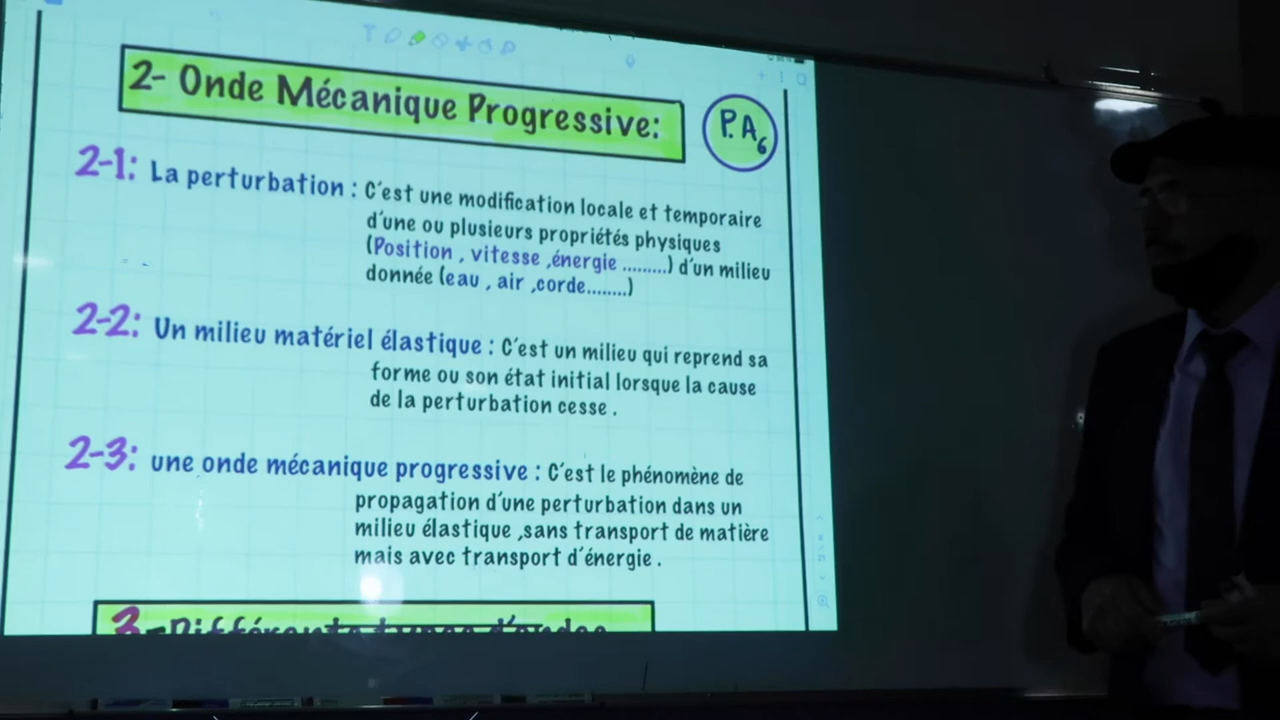 2- Onde Mécanique Progressive:
P.A6
2-1: La perturbation : C'est une modification locale et temporaire
d'une ou plusieurs propriétés physiques
(Position , vitesse ,énergie .........) d'un milieu
donnée (eau , air ,corde........)
2-2: Un milieu matériel élastique : C'est un milieu qui reprend sa
forme ou son état initial lorsque la cause
de la perturbation cesse .
2-3: une onde mécanique progressive : C'est le phénomène de
propagation d'une perturbation dans un
milieu élastique ,sans transport de matière
mais avec transport d'énergie .
3-Différents types d'ondes